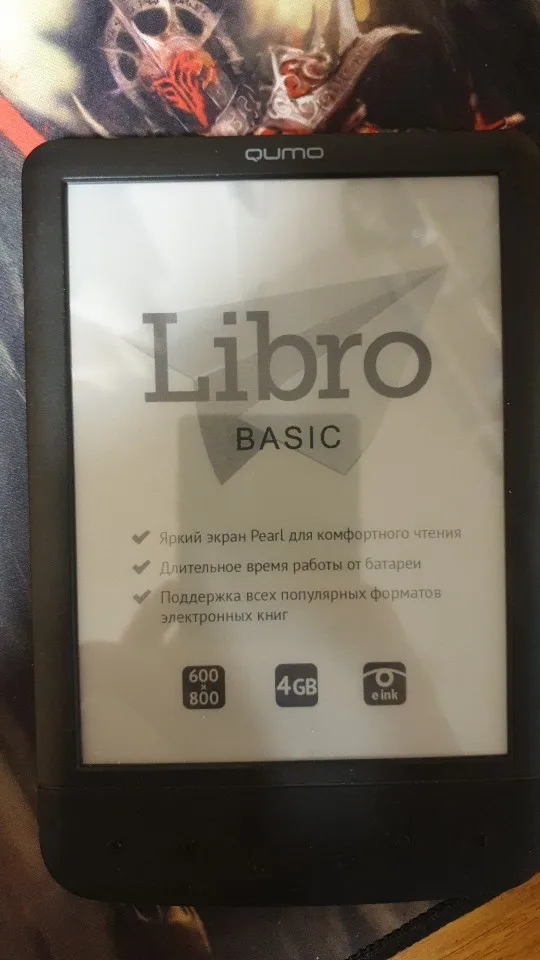 QUMO
Libro
BASIC
Яркий экран Pearl для комфортного чтения
Длительное время работы от батареи
Поддержка всех популярных форматов
электронных книг
600
×
800
4GB
e ink